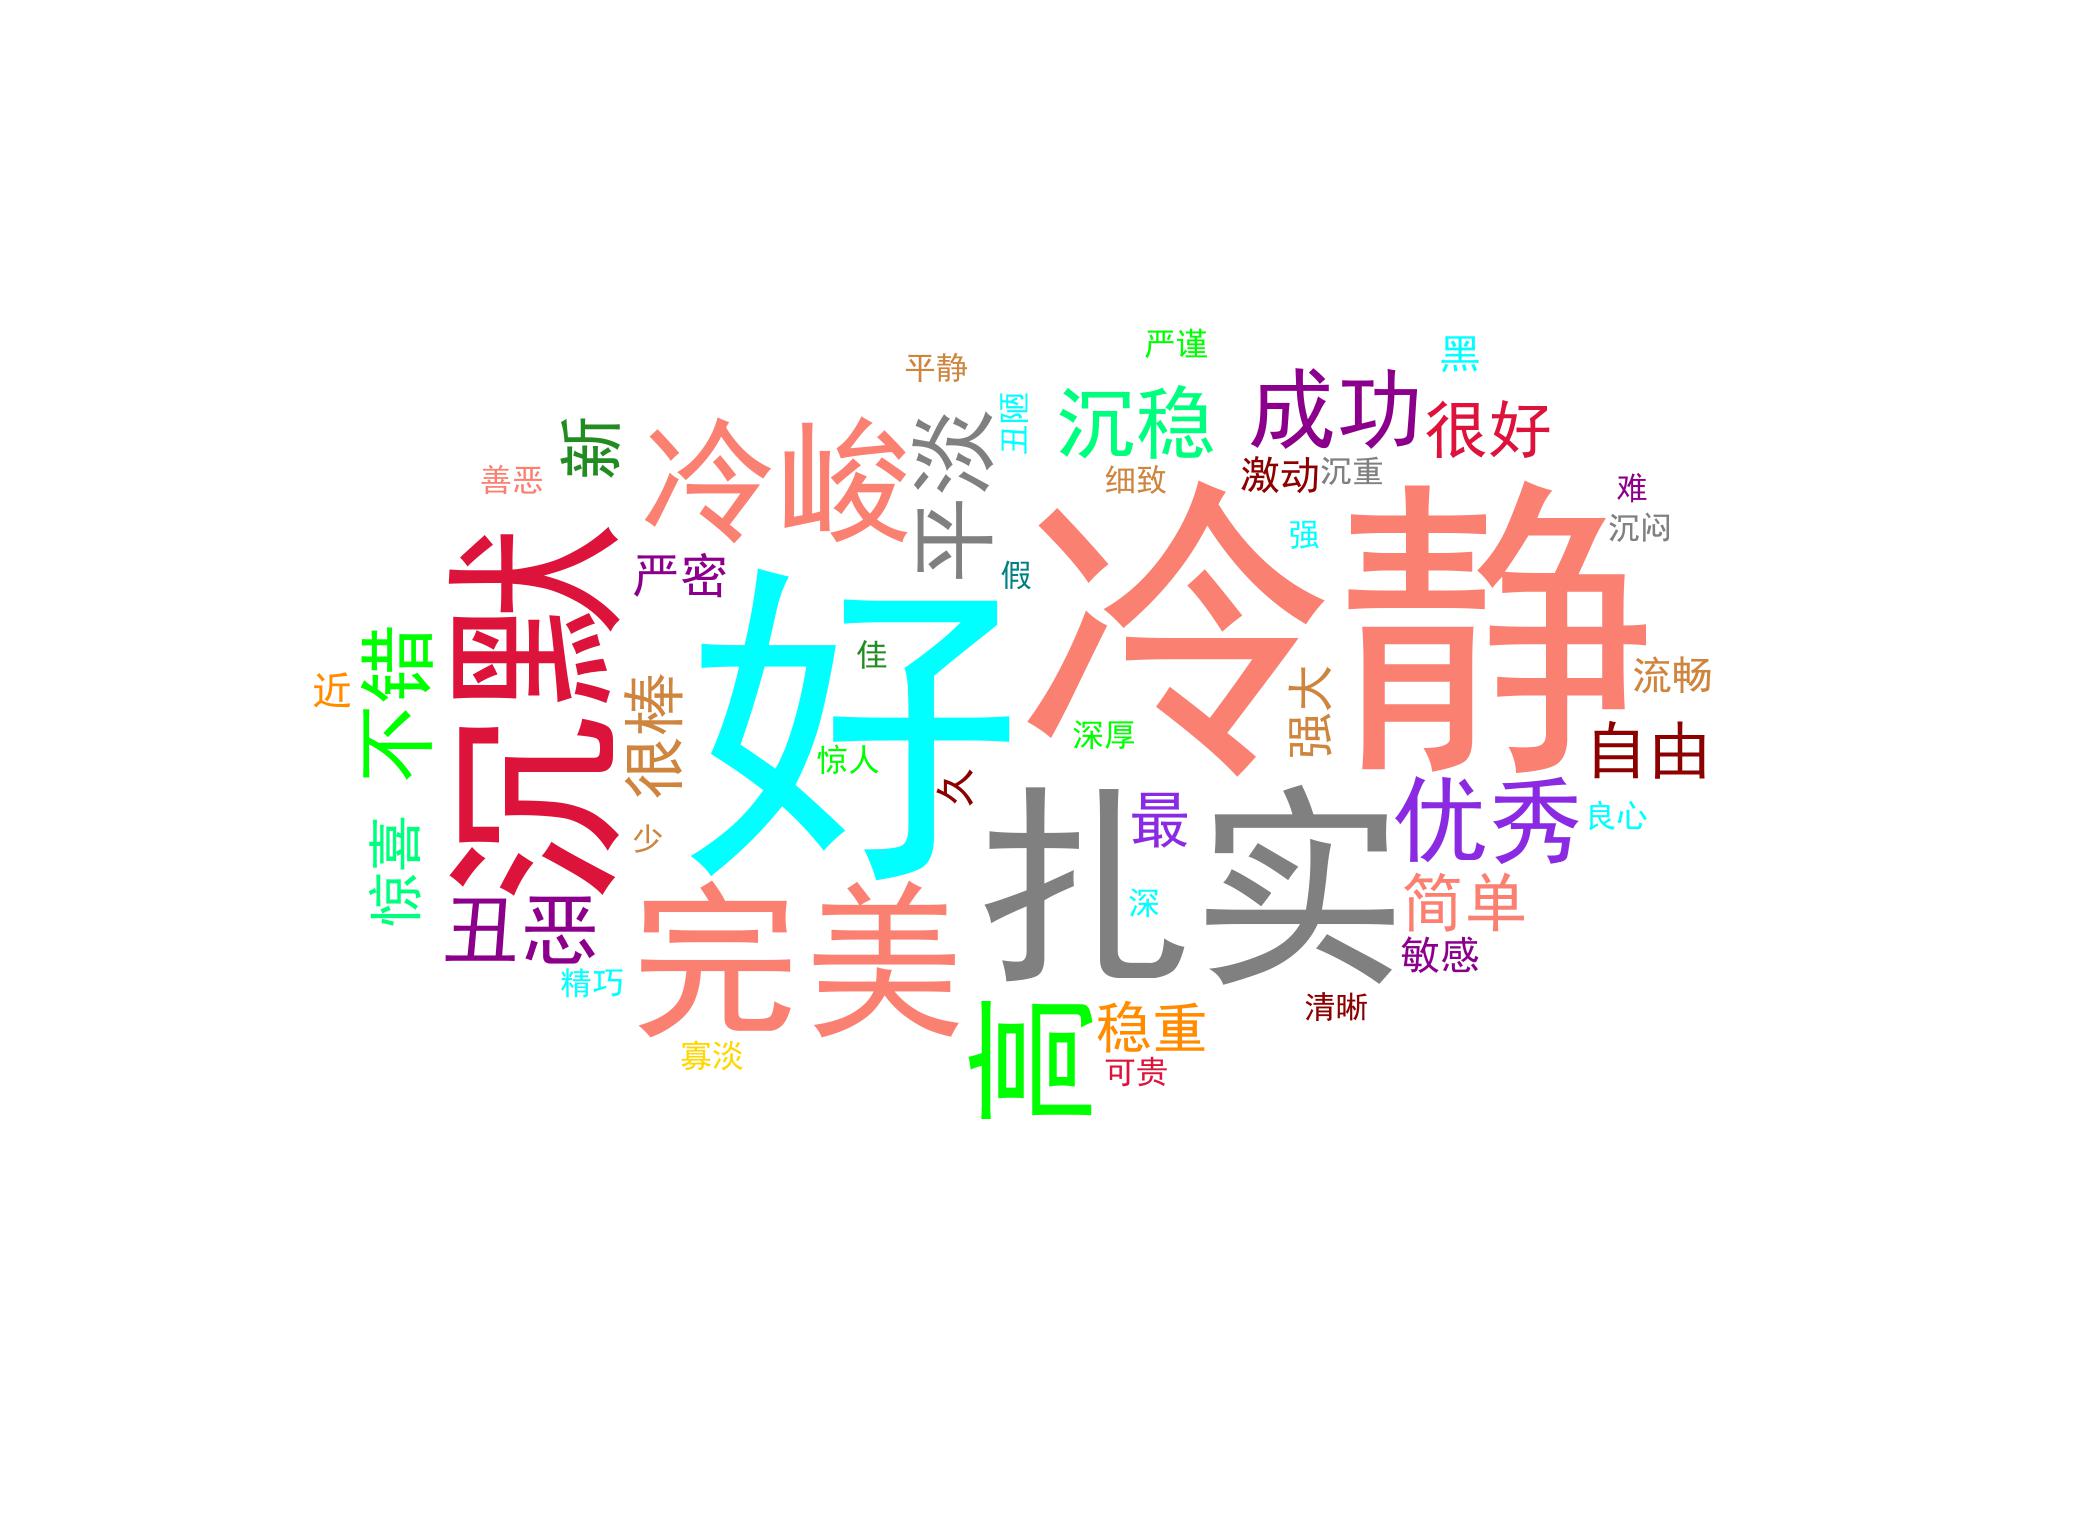 严谨
黑
平静
成功
沉稳
丑陋
很好
新
冷峻
平淡
善恶
细致
激动
沉重
难
冷静
沉闷
强
沉默
严密
假
好
不错
佳
近
很棒
强大
流畅
深厚
自由
惊人
久
扎实
最
优秀
良心
少
惊喜
丑恶
完美
深
简单
敏感
精巧
清晰
高
稳重
寡淡
可贵